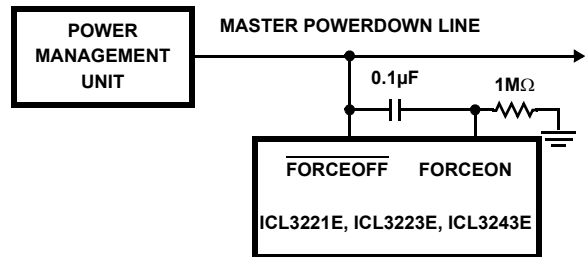 POWER
MANAGEMENT
UNIT
MASTER POWERDOWN LINE
0.1μF
1MΩ
FORCEOFF FORCEON
ICL3221E, ICL3223E, ICL3243E